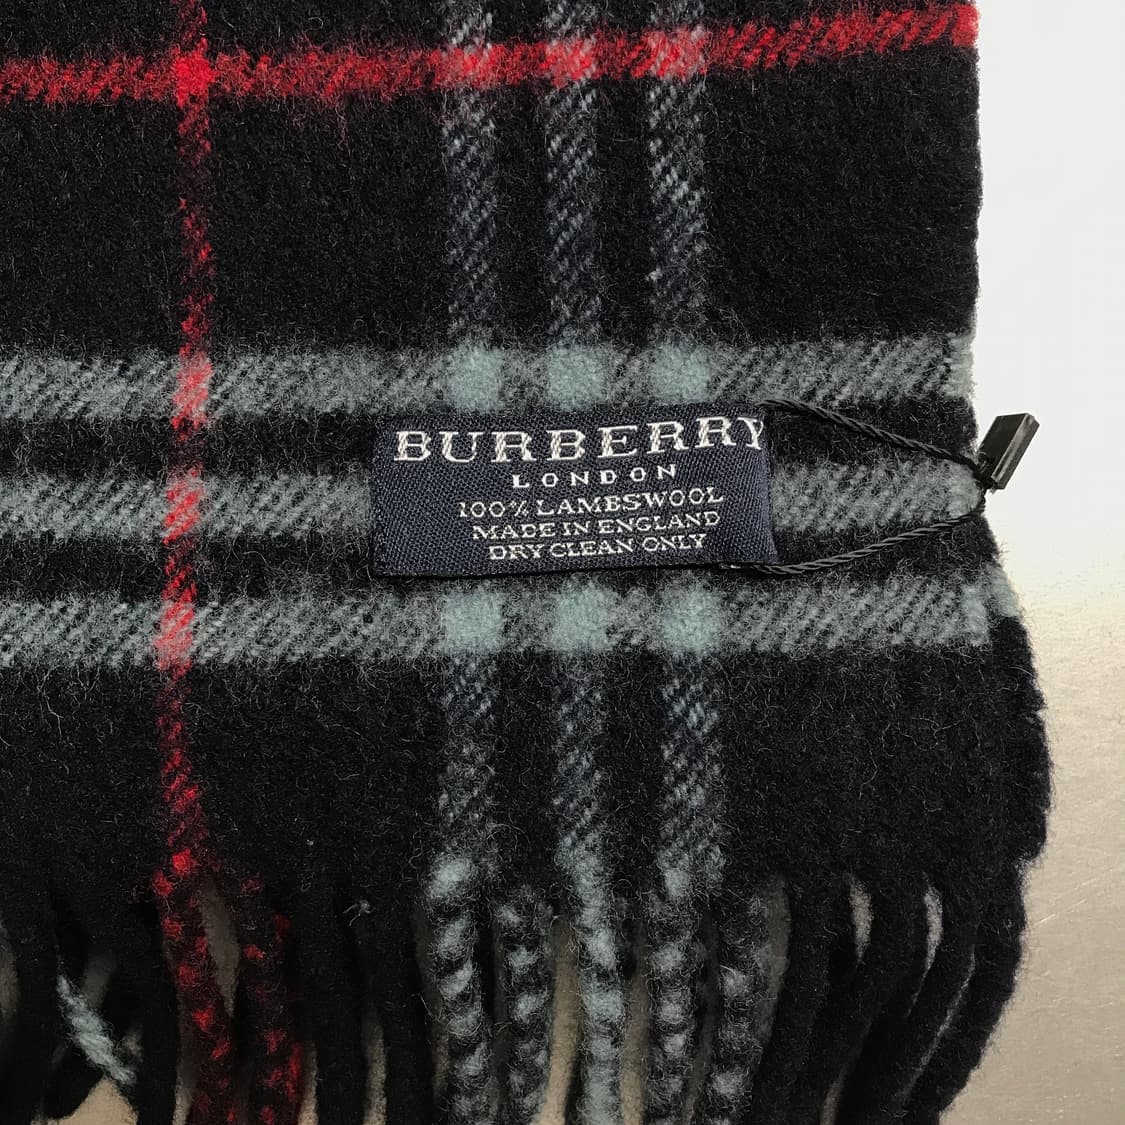 BURBERRY
LONDON
100% LAMBSWOOL
MADE IN ENGLAND
DRY CLEAN ONLY